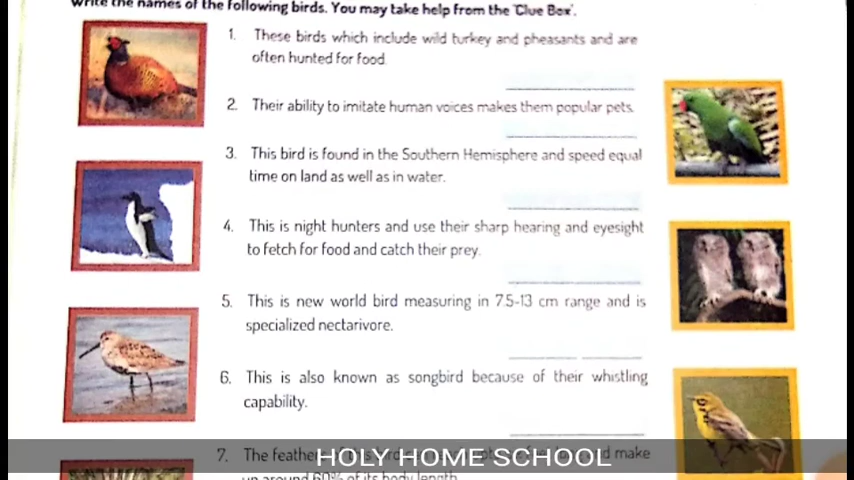 Write the names of the following birds. You may take help from the 'Clue Box'.
1. These birds which include wild turkey and pheasants and are
often hunted for food.
2. Their ability to imitate human voices makes them popular pets.
3. This bird is found in the Southern Hemisphere and speed equal
time on land as well as in water.
4. This is night hunters and use their sharp hearing and eyesight
to fetch for food and catch their prey.
5. This is new world bird measuring in 7.5-13 cm range and is
specialized nectarivore.
6. This is also known as songbird because of their whistling
capability.
7. The feather make
up around 60% of its body length
HOLY HOME SCHOOL